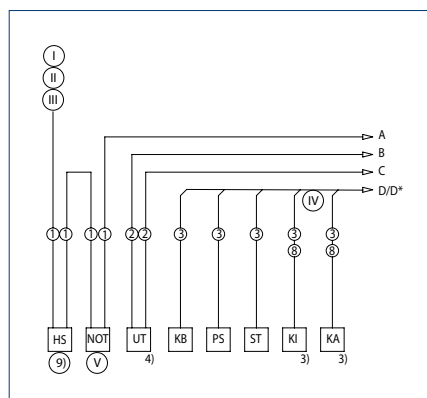 I
II
III
A
B
C
D/D*
IV
1 1 1 1 2 2 3 3 3 3 3
8 8
HS NOT UT KB PS ST KI KA
9) V 4) 3) 3)